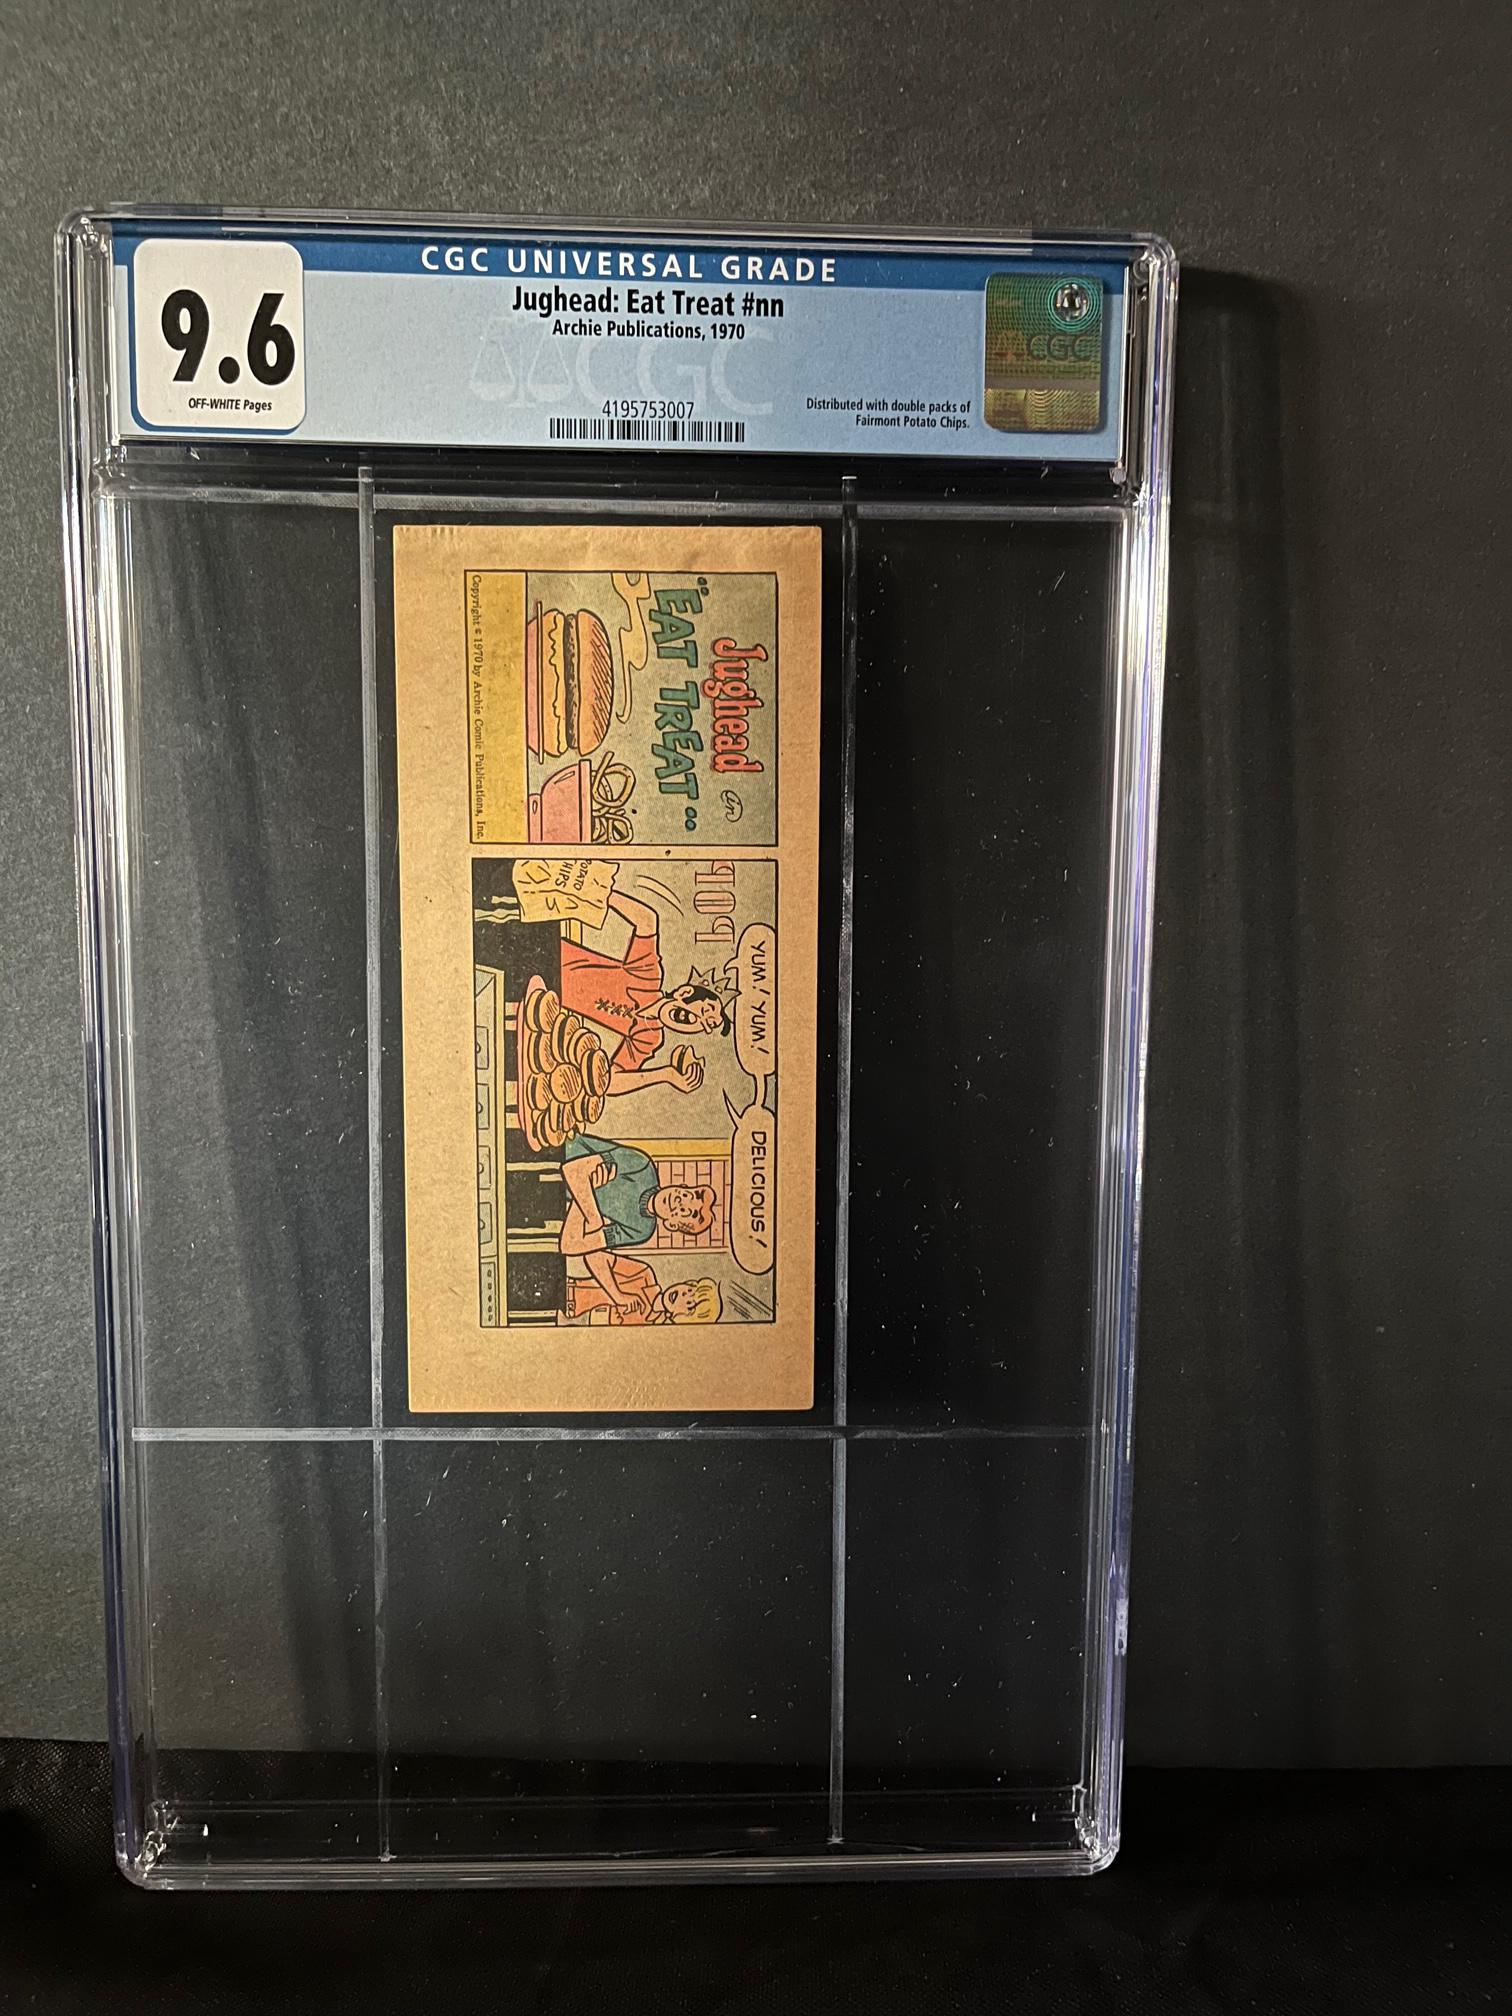 CGC UNIVERSAL GRADE
9.6
OFF-WHITE Pages
Jughead: Eat Treat #nn
Archie Publications, 1970
CGC
4195753007
Distributed with double packs of
Fairmont Potato Chips.
CGC
Jughead in
"EAT TREAT"
Copyright © 1970 by Archie Comic Publications, Inc.
POTATO
CHIPS
POP
YUM! YUM!
DELICIOUS!